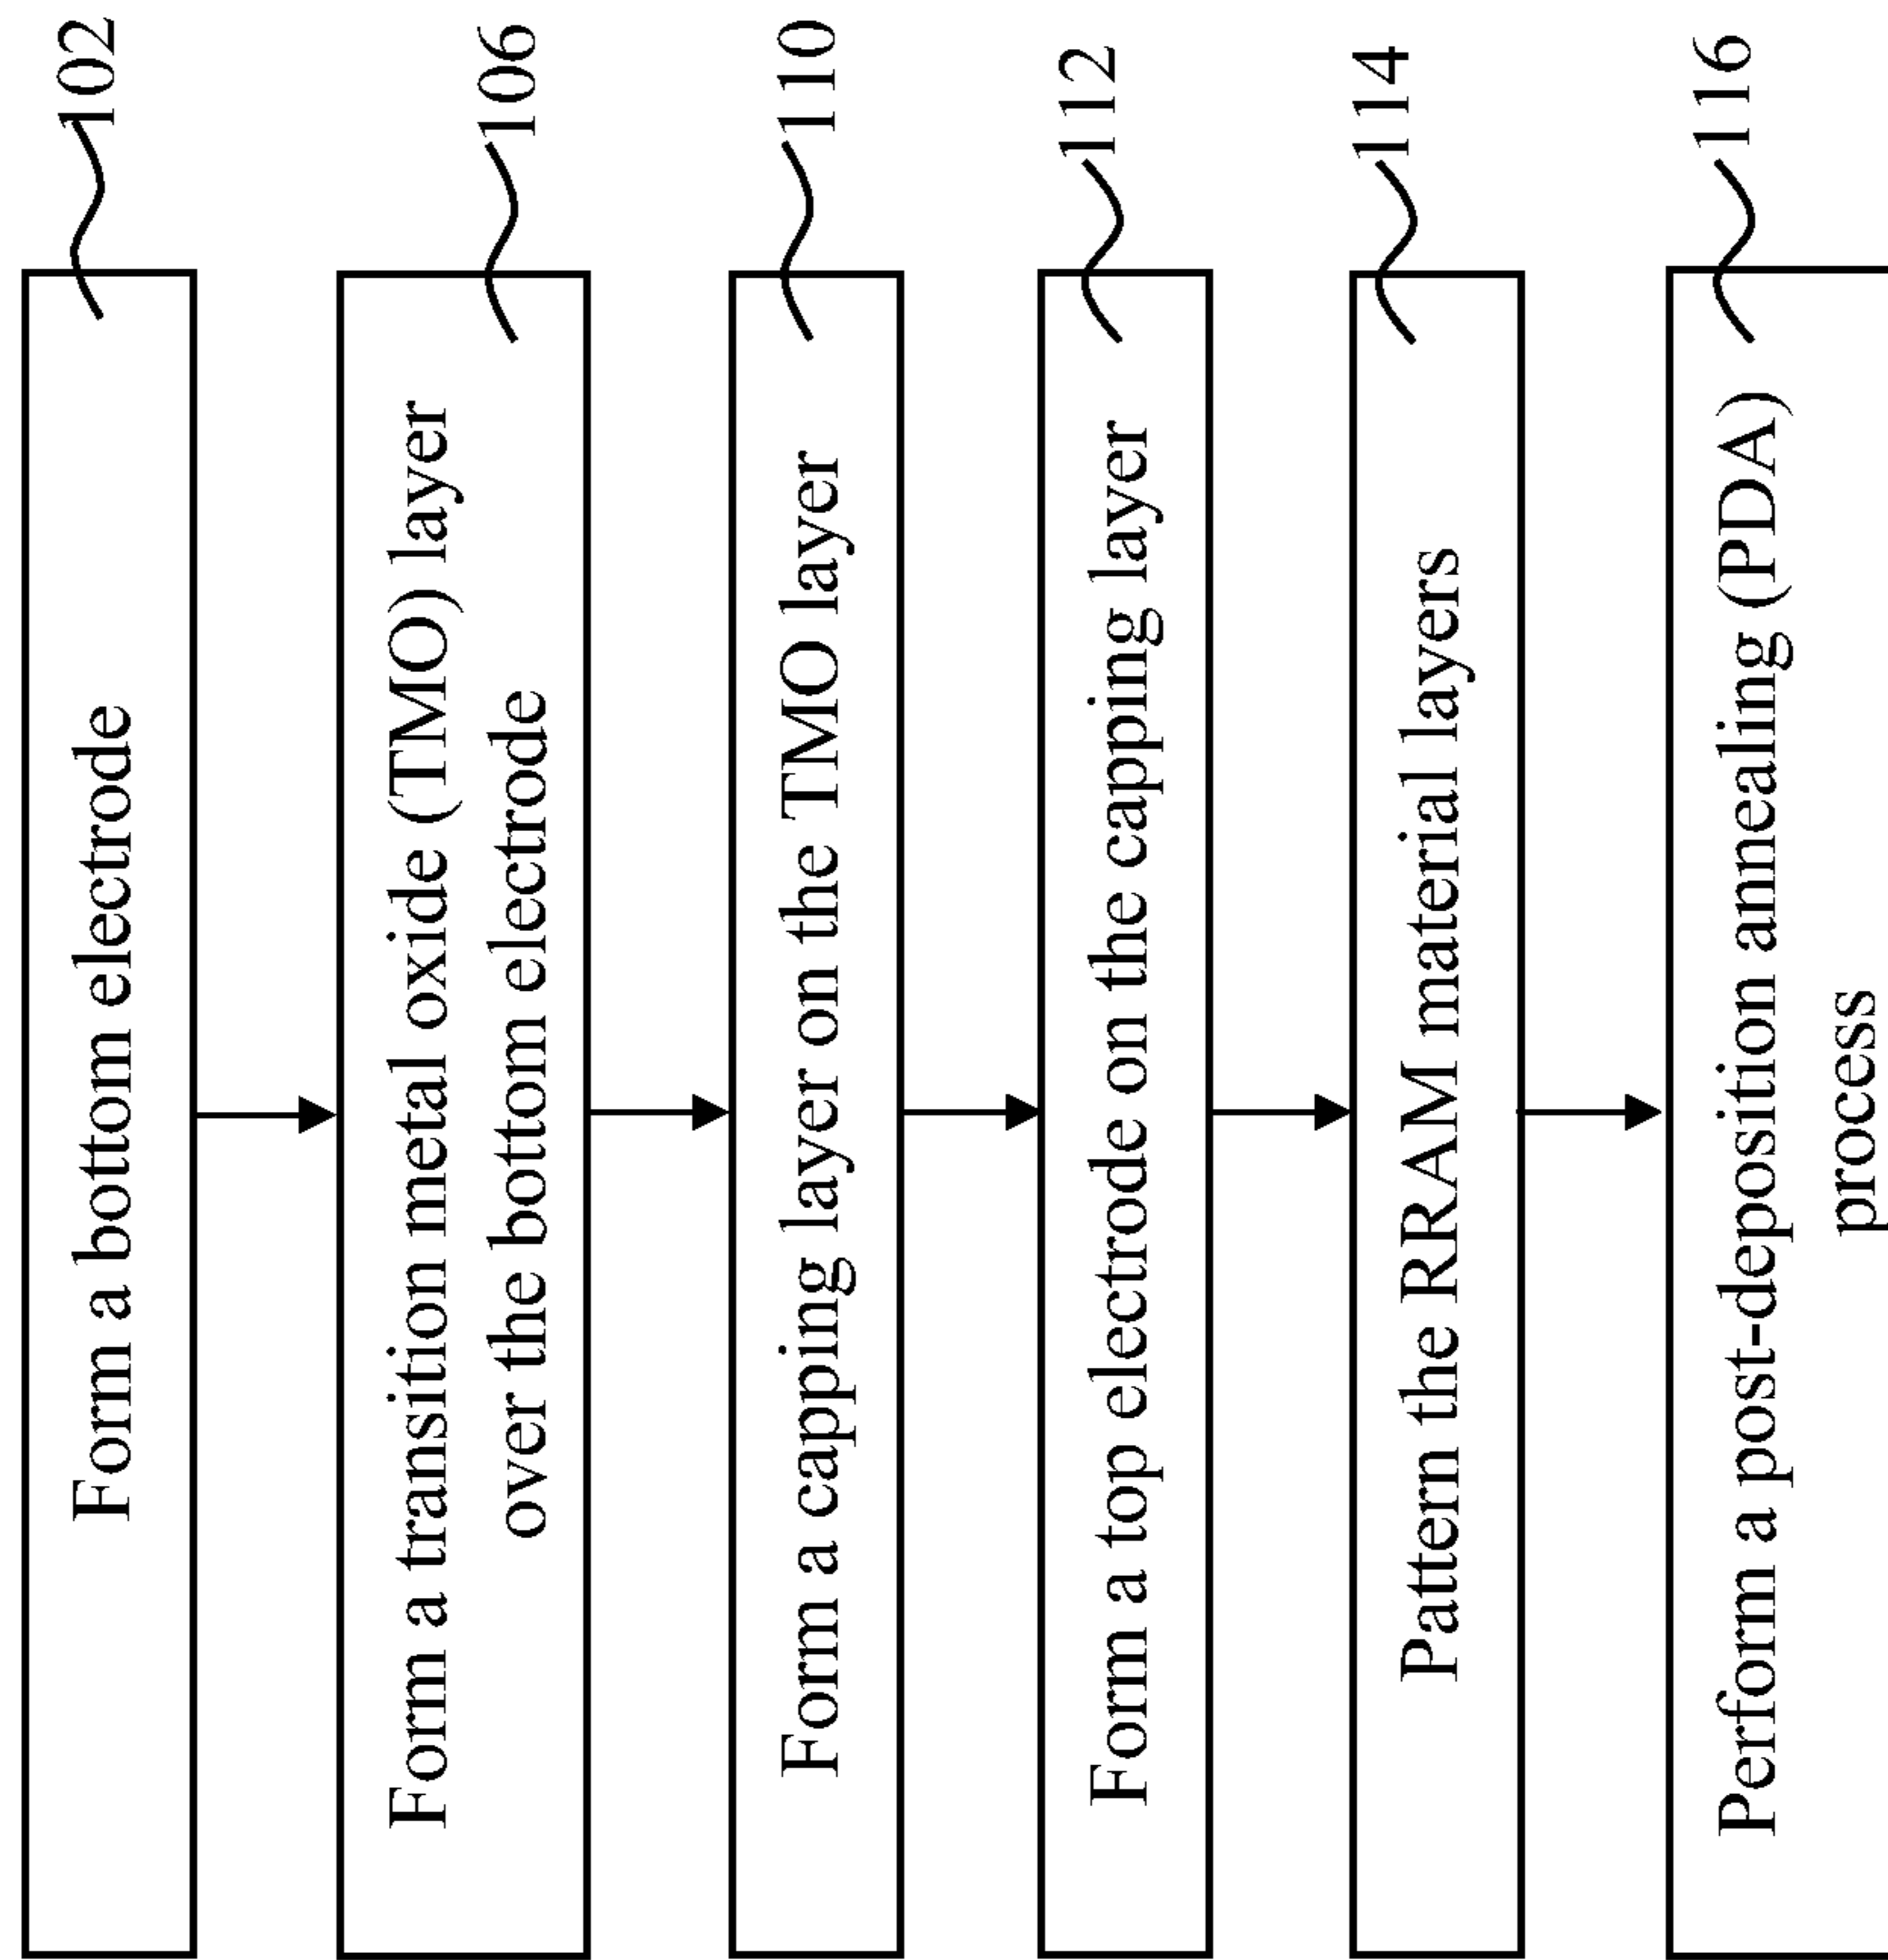 Form a bottom electrode
102
Form a transition metal oxide (TMO) layer
over the bottom electrode
106
Form a capping layer on the TMO layer
110
Form a top electrode on the capping layer
112
Pattern the RRAM material layers
114
Perform a post-deposition annealing (PDA)
process
116